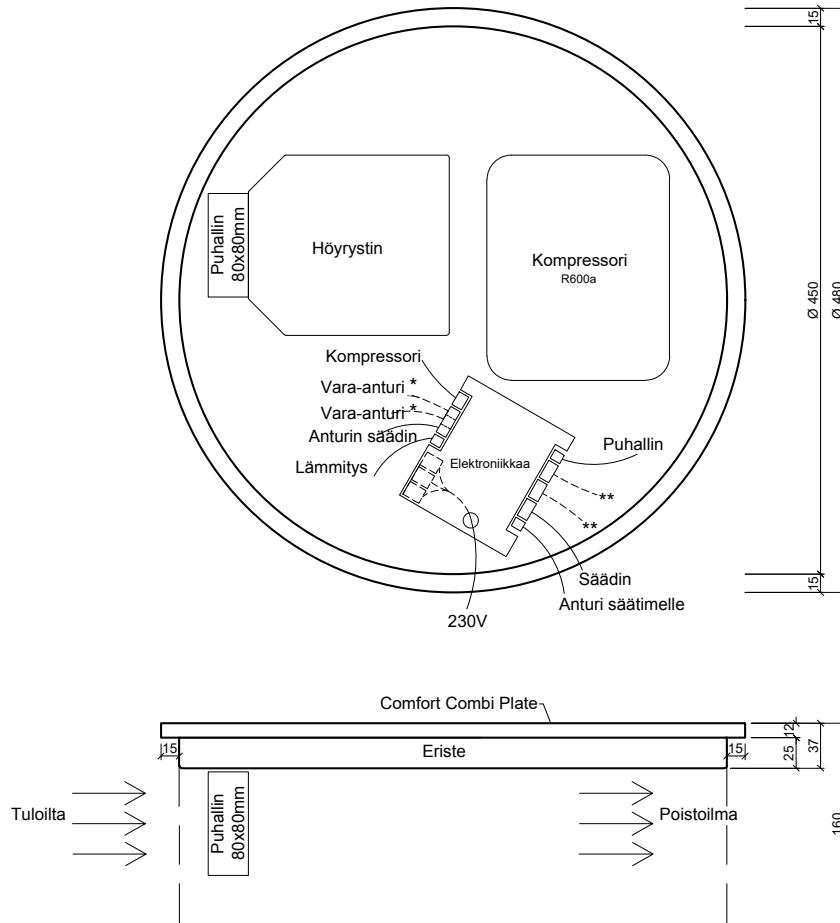 15
Puhallin
80x80mm
Höyrystin
Kompressori
R600a
Ø 450
Ø 480
Kompressori
Vara-anturi *
Vara-anturi *
Anturin säädin
Lämmitys
Elektroniikkaa
Puhallin
**
**
Säädin
Anturi säätimelle
230V
15
Comfort Combi Plate
15
Eriste
15
12
25
37
Tuloilta
Puhallin
80x80mm
Poistoilma
160